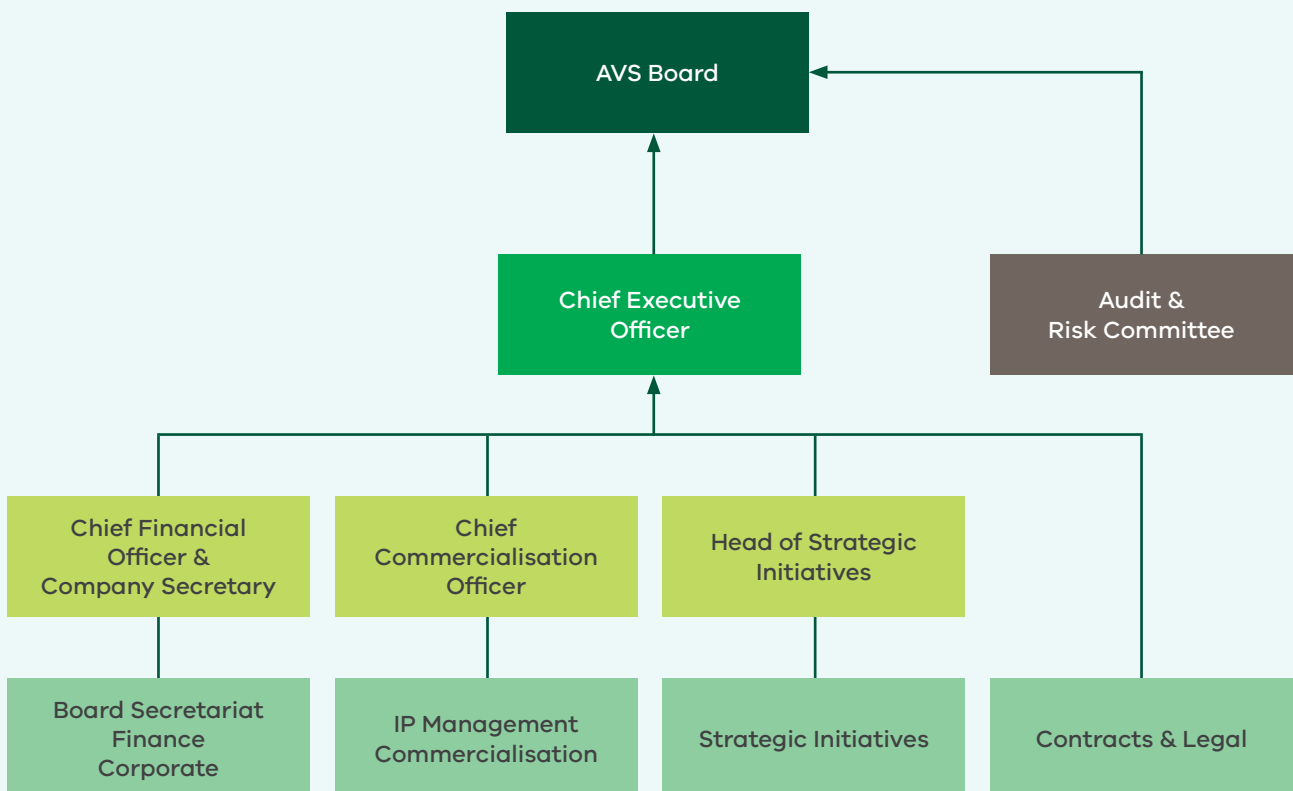 AVS Board
Chief Executive
Officer
Audit &
Risk Committee
Chief Financial
Officer &
Company Secretary
Chief
Commercialisation
Officer
Head of Strategic
Initiatives
Board Secretariat
Finance
Corporate
IP Management
Commercialisation
Strategic Initiatives
Contracts & Legal